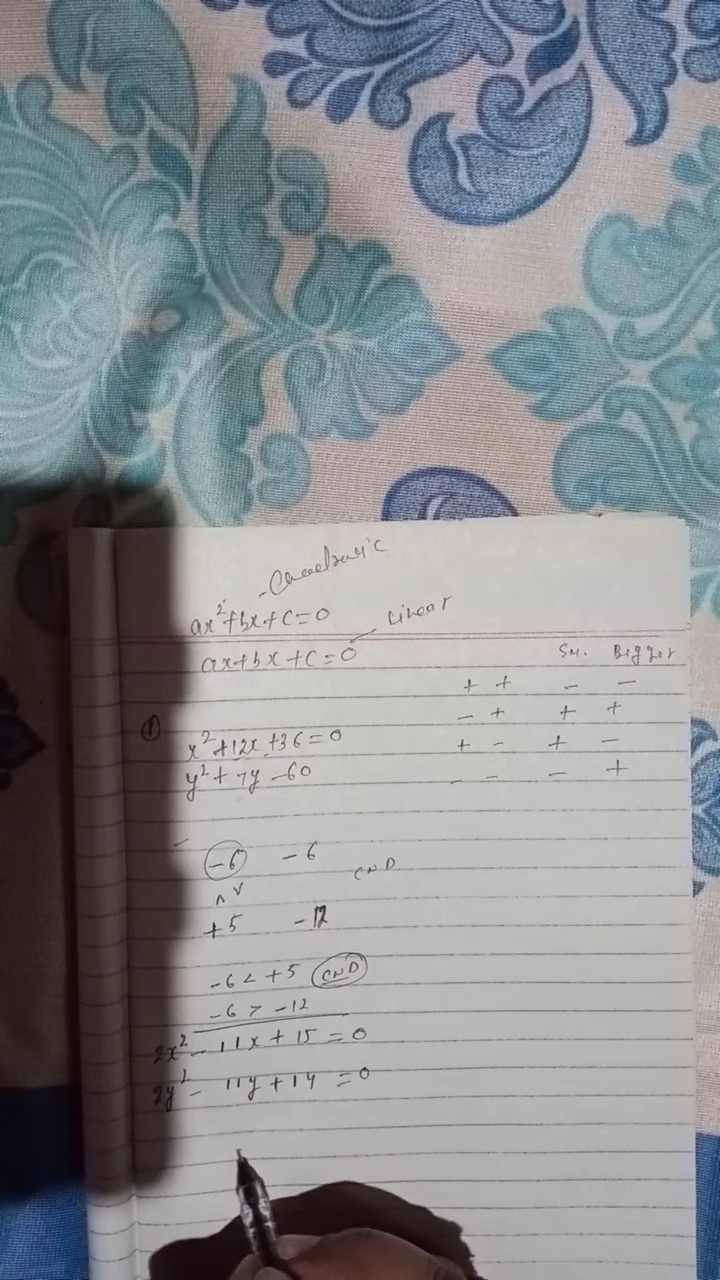 Quadratic
ax²+bx+c=0
Linear
ax+bx+c=0
Sm. Bigger
+ + - -
- + + +
①
x²+12x+36=0
+ - + -
y²+7y-60
- - - +
-6 -6
CND
∧ ∨
+5 -12
-6 < +5 CND
-6 > -12
2x² - 11x + 15 = 0
2y² - 11y + 14 = 0